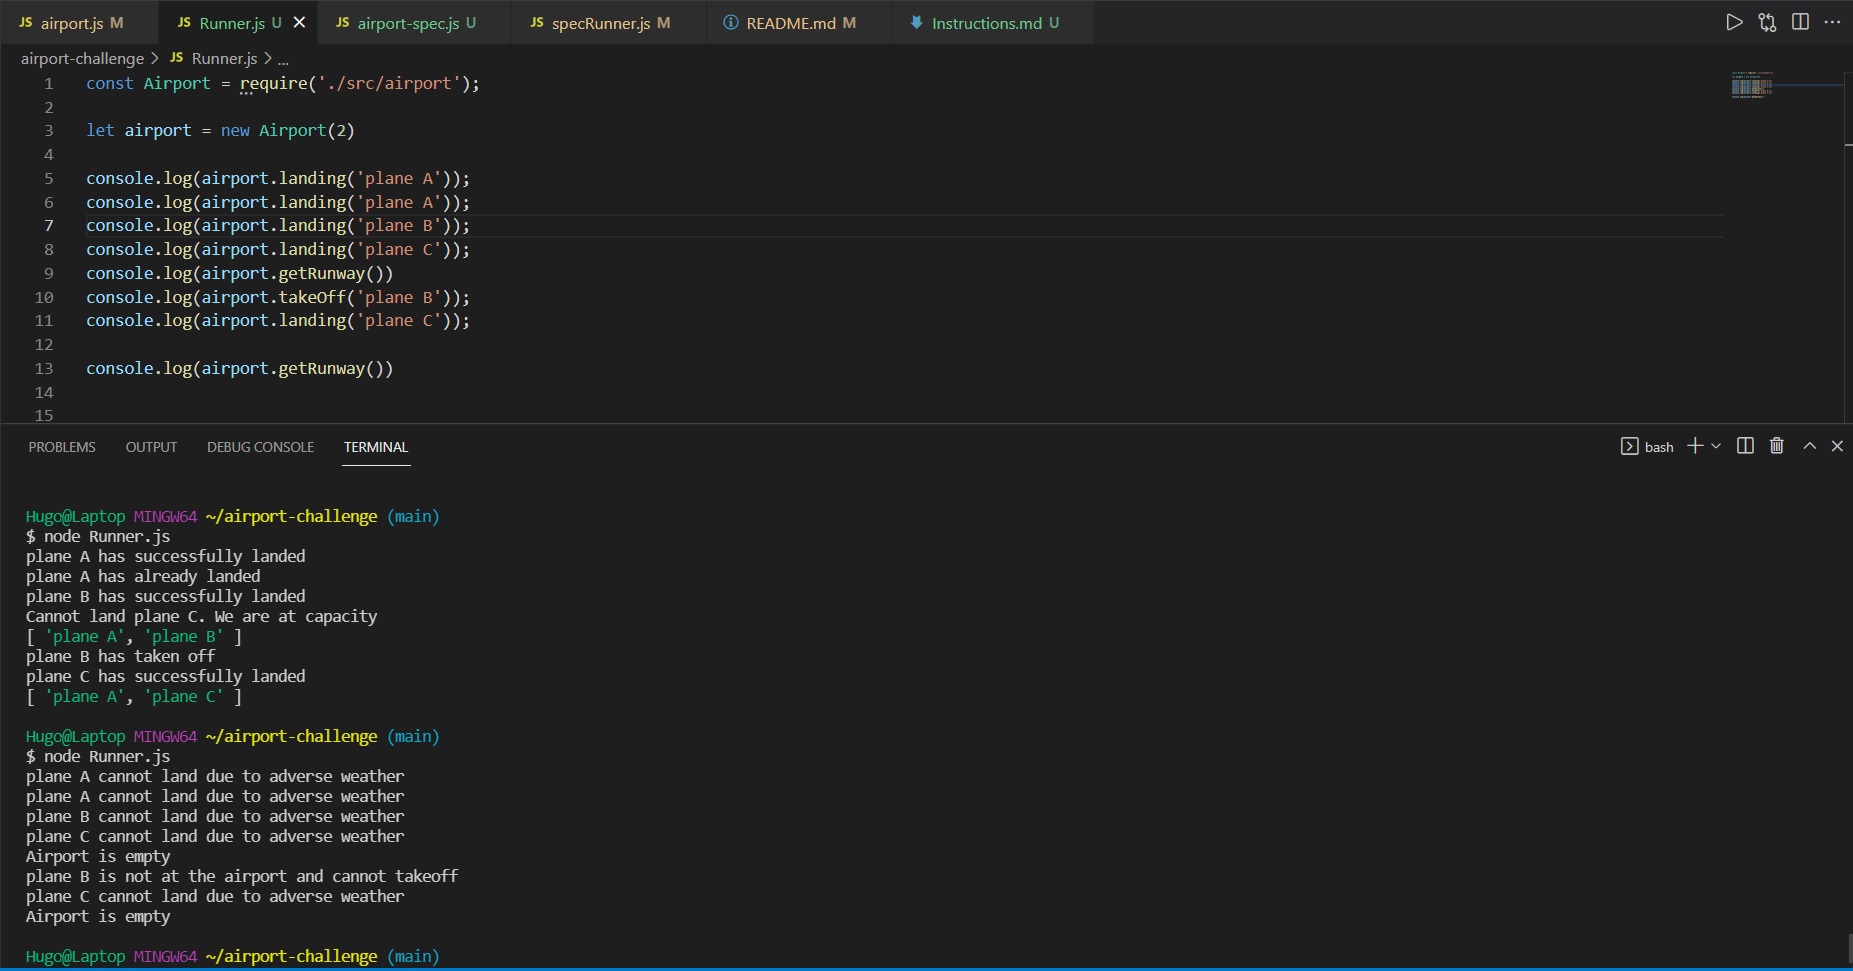 JS airport.js M
JS Runner.js U
JS airport-spec.js U
JS specRunner.js M
README.md M
Instructions.md U
airport-challenge > JS Runner.js > ...
1 const Airport = require('./src/airport');
2
3 let airport = new Airport(2)
4
5 console.log(airport.landing('plane A'));
6 console.log(airport.landing('plane A'));
7 console.log(airport.landing('plane B'));
8 console.log(airport.landing('plane C'));
9 console.log(airport.getRunway())
10 console.log(airport.takeOff('plane B'));
11 console.log(airport.landing('plane C'));
12
13 console.log(airport.getRunway())
14
15
PROBLEMS OUTPUT DEBUG CONSOLE TERMINAL
bash
Hugo@Laptop MINGW64 ~/airport-challenge (main)
$ node Runner.js
plane A has successfully landed
plane A has already landed
plane B has successfully landed
Cannot land plane C. We are at capacity
[ 'plane A', 'plane B' ]
plane B has taken off
plane C has successfully landed
[ 'plane A', 'plane C' ]
Hugo@Laptop MINGW64 ~/airport-challenge (main)
$ node Runner.js
plane A cannot land due to adverse weather
plane A cannot land due to adverse weather
plane B cannot land due to adverse weather
plane C cannot land due to adverse weather
Airport is empty
plane B is not at the airport and cannot takeoff
plane C cannot land due to adverse weather
Airport is empty
Hugo@Laptop MINGW64 ~/airport-challenge (main)